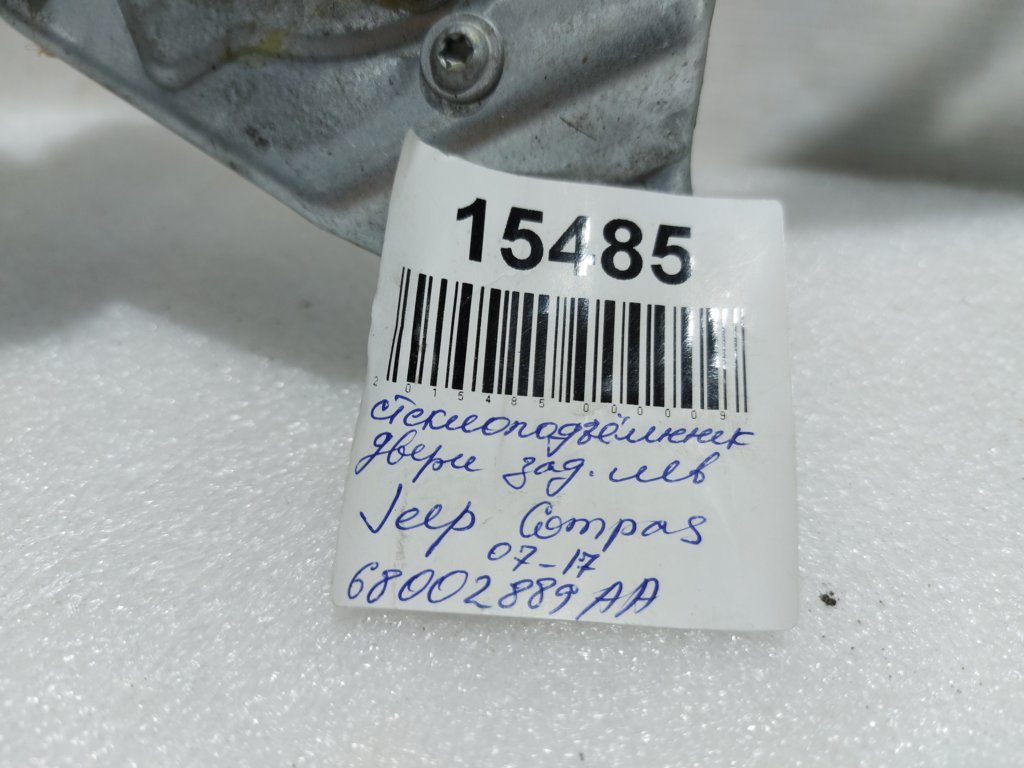 15485
2015485000009
стеклоподъёмник
двери зад. лев
Jeep Compas
07-17
68002889AA